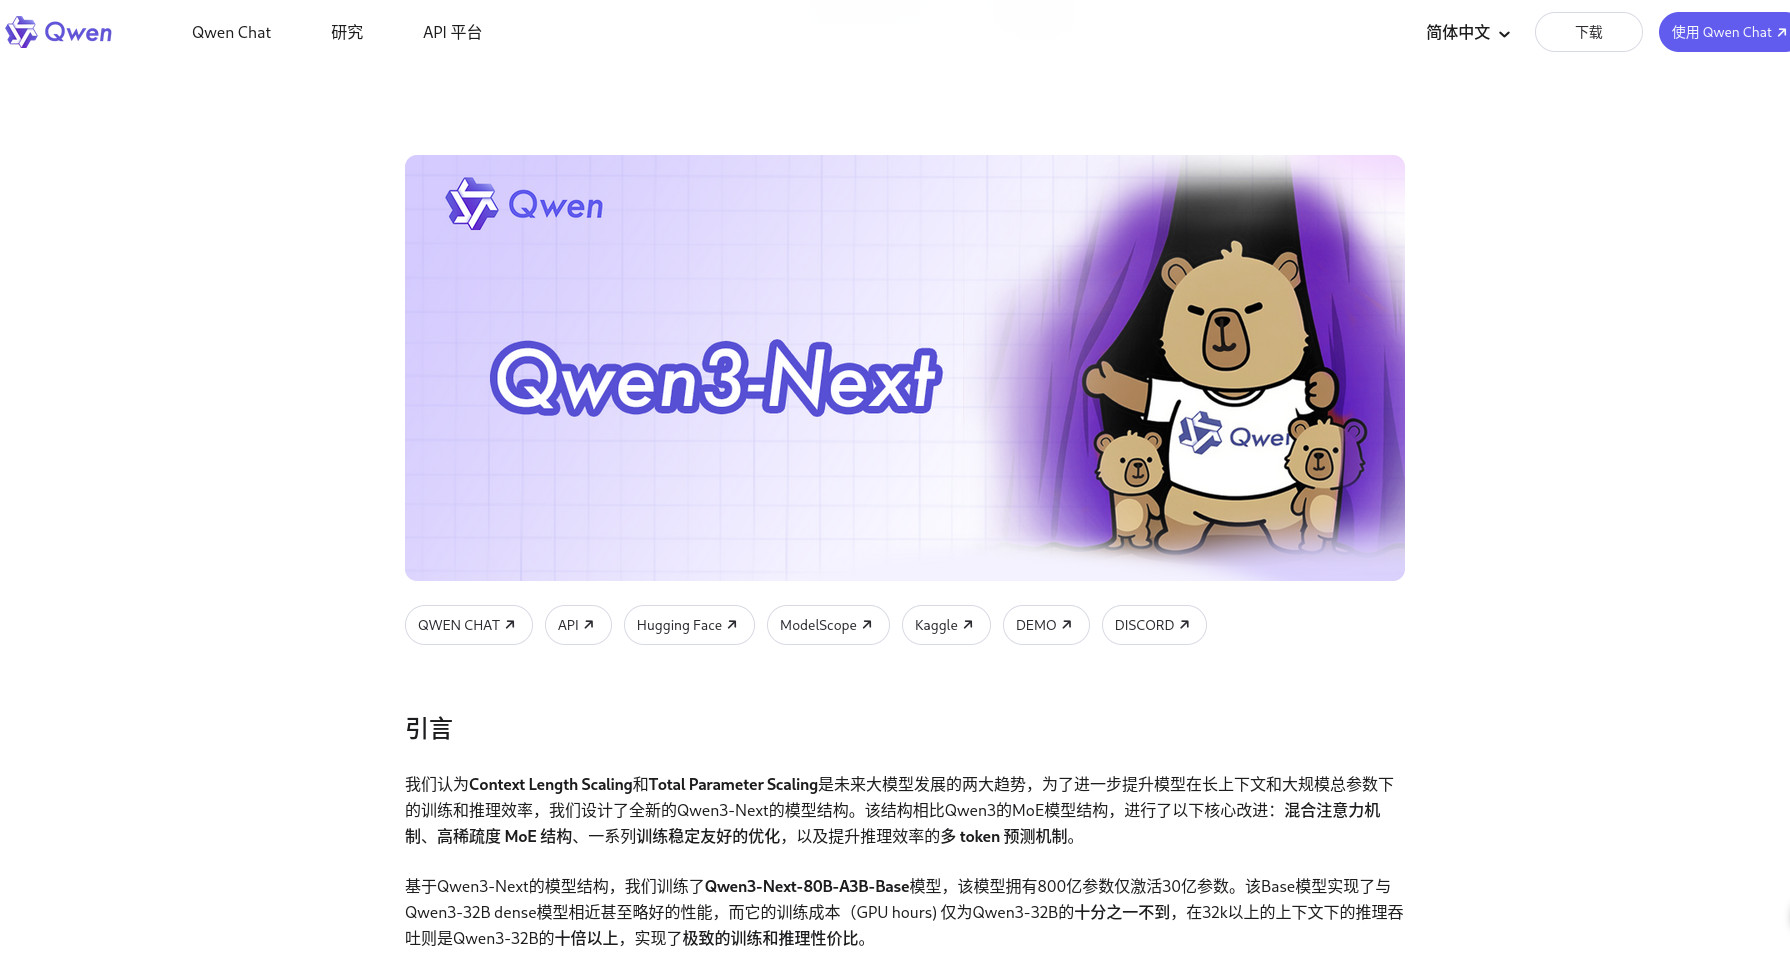 Qwen
Qwen Chat
研究
API 平台
简体中文
下载
使用 Qwen Chat
Qwen
Qwen3-Next
Qwen
QWEN CHAT
API
Hugging Face
ModelScope
Kaggle
DEMO
DISCORD
引言
我们认为Context Length Scaling和Total Parameter Scaling是未来大模型发展的两大趋势，为了进一步提升模型在长上下文和大规模总参数下
的训练和推理效率，我们设计了全新的Qwen3-Next的模型结构。该结构相比Qwen3的MoE模型结构，进行了以下核心改进：混合注意力机
制、高稀疏度 MoE 结构、一系列训练稳定友好的优化，以及提升推理效率的多 token 预测机制。
基于Qwen3-Next的模型结构，我们训练了Qwen3-Next-80B-A3B-Base模型，该模型拥有800亿参数仅激活30亿参数。该Base模型实现了与
Qwen3-32B dense模型相近甚至略好的性能，而它的训练成本（GPU hours) 仅为Qwen3-32B的十分之一不到，在32k以上的上下文下的推理吞
吐则是Qwen3-32B的十倍以上，实现了极致的训练和推理性价比。